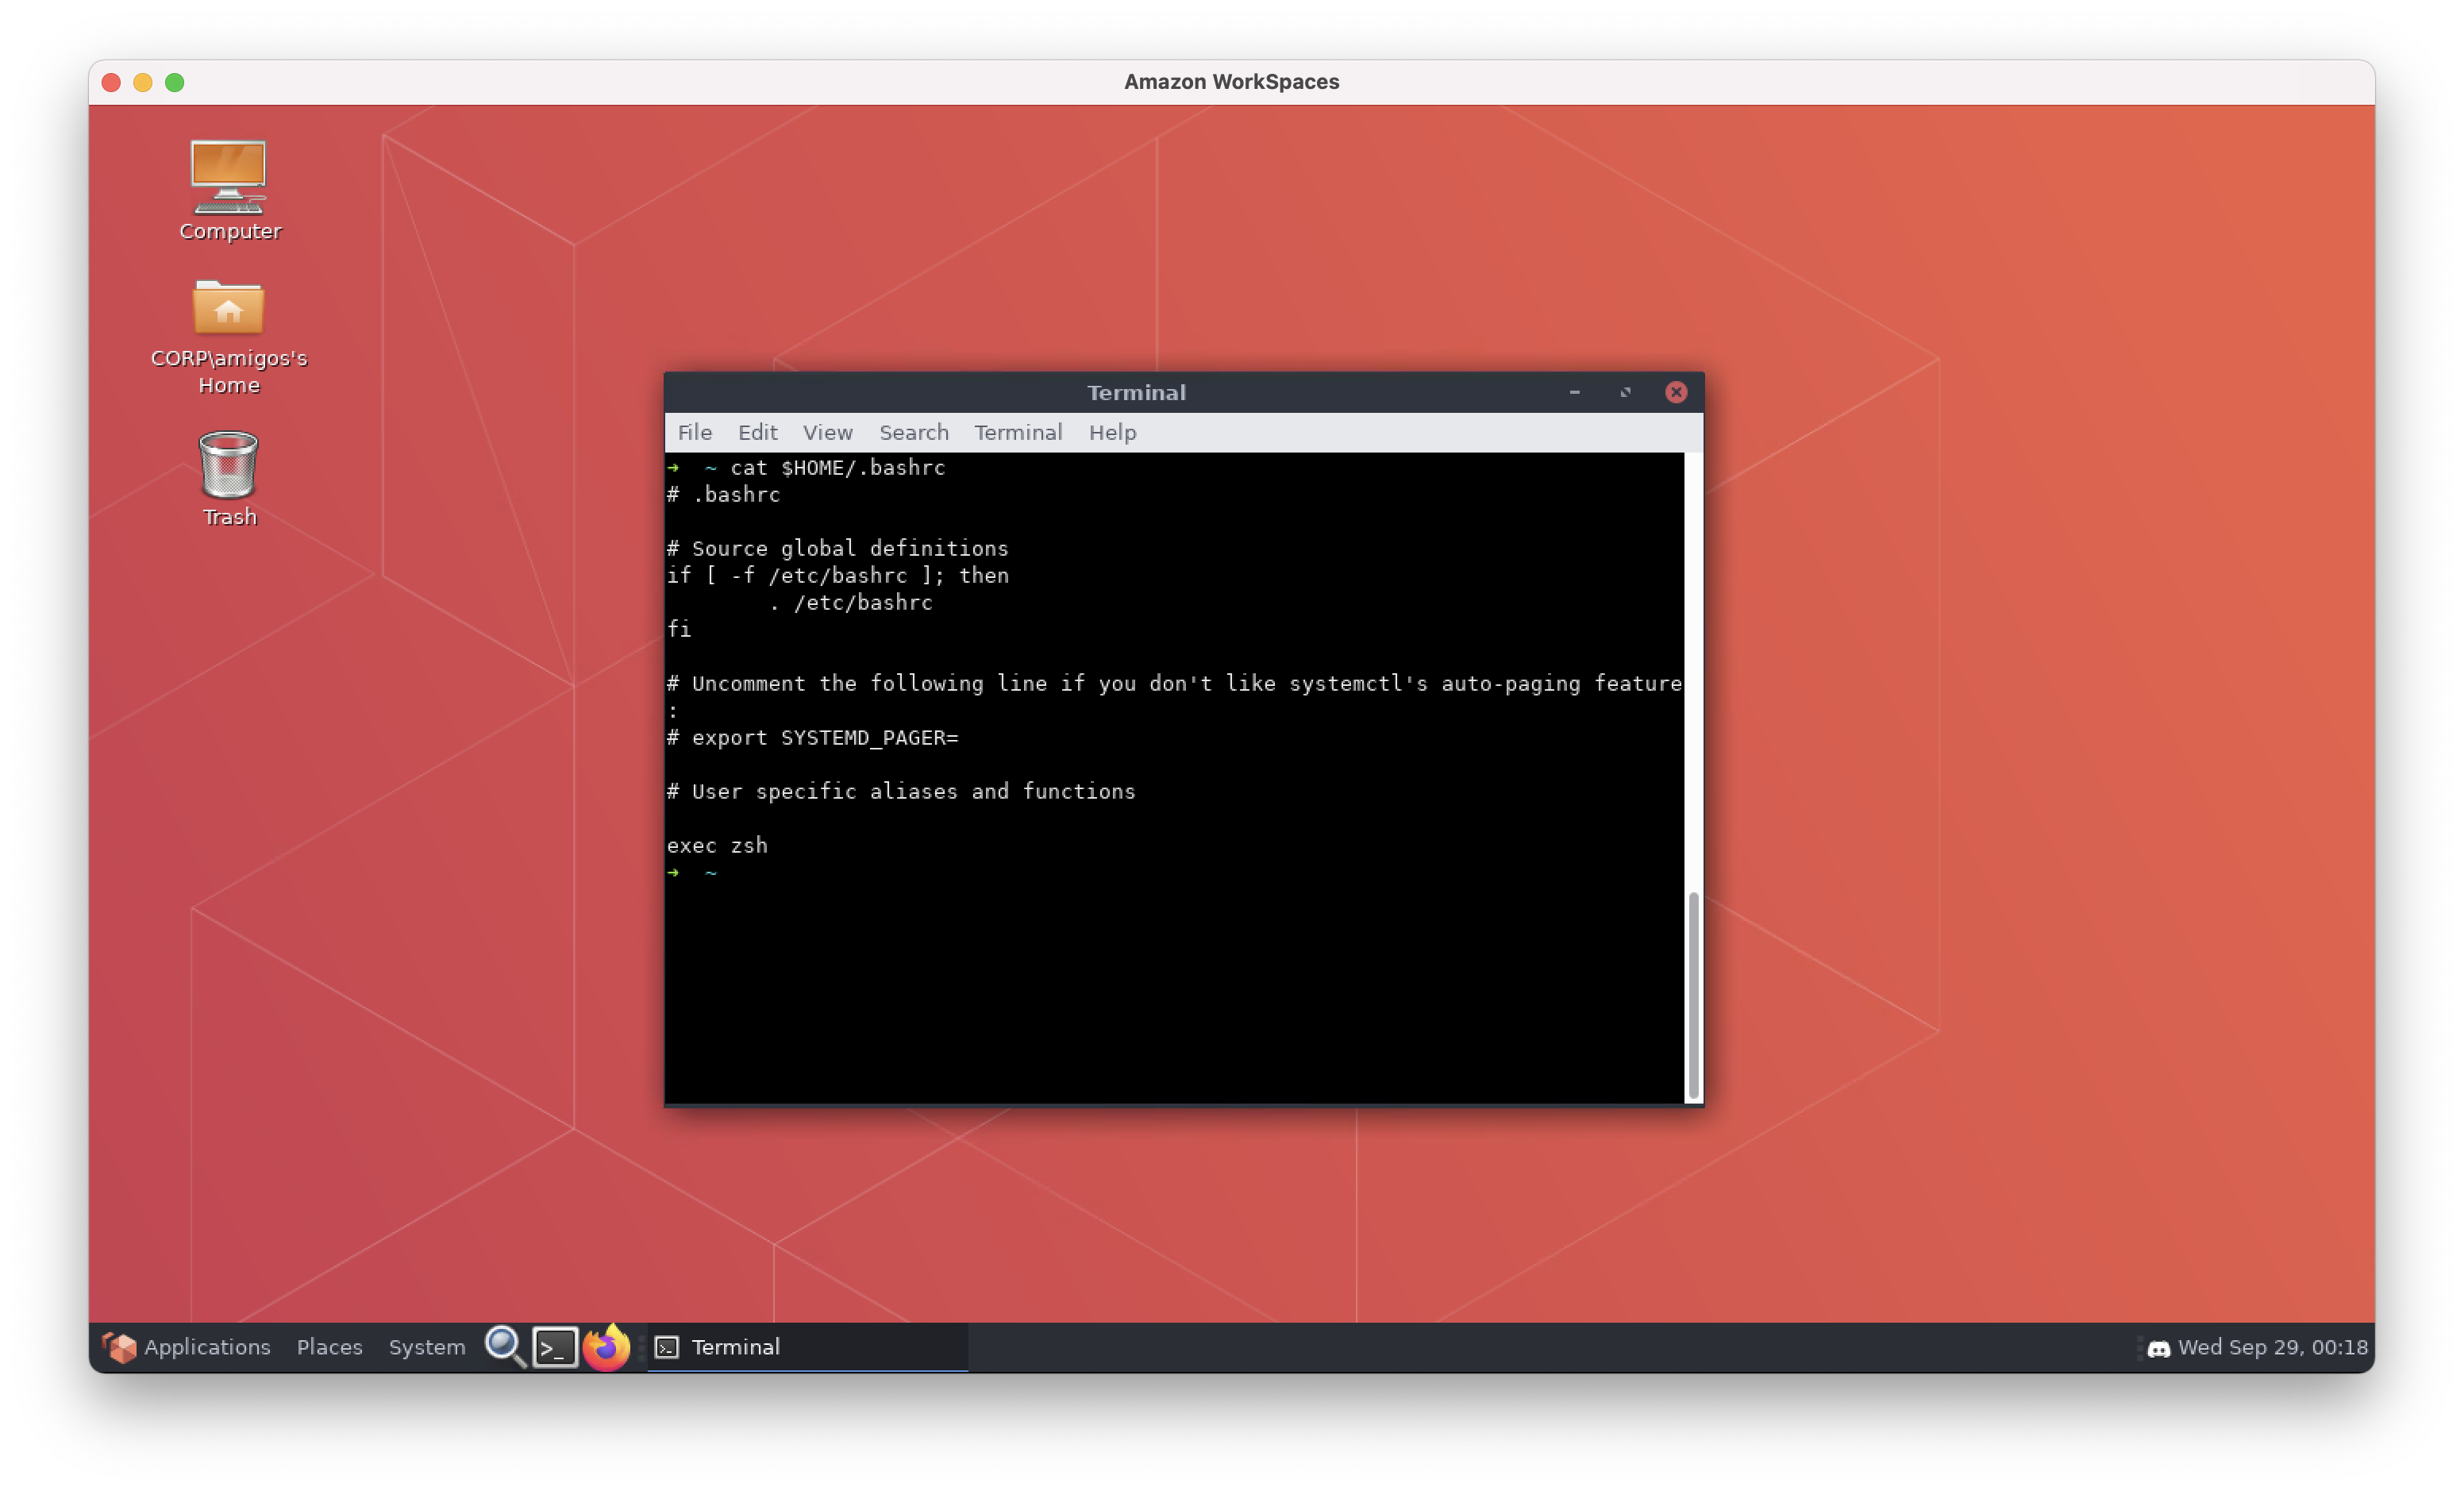 Amazon WorkSpaces
Computer
CORP\amigos's
Home
Trash
Terminal
File Edit View Search Terminal Help
➜  ~ cat $HOME/.bashrc
# .bashrc
# Source global definitions
if [ -f /etc/bashrc ]; then
        . /etc/bashrc
fi
# Uncomment the following line if you don't like systemctl's auto-paging feature
:
# export SYSTEMD_PAGER=
# User specific aliases and functions
exec zsh
➜  ~
Applications Places System Terminal Wed Sep 29, 00:18